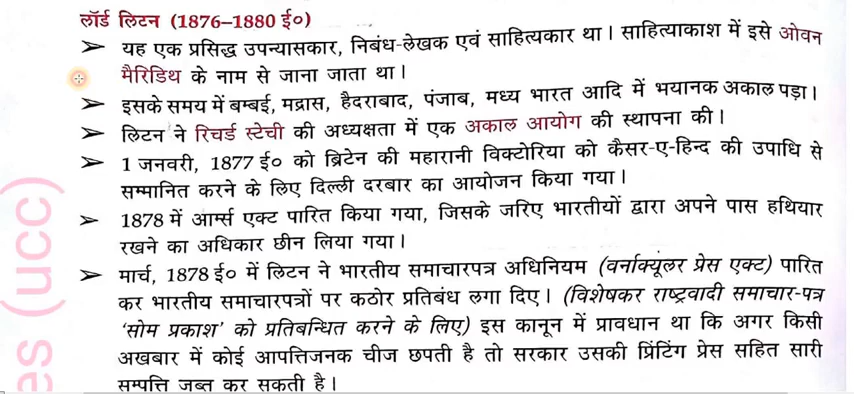 लॉर्ड लिटन (1876–1880 ई०)
➤ यह एक प्रसिद्ध उपन्यासकार, निबंध-लेखक एवं साहित्यकार था। साहित्याकाश में इसे ओवन
मैरिडिथ के नाम से जाना जाता था।
➤ इसके समय में बम्बई, मद्रास, हैदराबाद, पंजाब, मध्य भारत आदि में भयानक अकाल पड़ा।
➤ लिटन ने रिचर्ड स्टेची की अध्यक्षता में एक अकाल आयोग की स्थापना की।
➤ 1 जनवरी, 1877 ई० को ब्रिटेन की महारानी विक्टोरिया को कैसर-ए-हिन्द की उपाधि से
सम्मानित करने के लिए दिल्ली दरबार का आयोजन किया गया।
➤ 1878 में आर्म्स एक्ट पारित किया गया, जिसके जरिए भारतीयों द्वारा अपने पास हथियार
रखने का अधिकार छीन लिया गया।
➤ मार्च, 1878 ई० में लिटन ने भारतीय समाचारपत्र अधिनियम (वर्नाक्यूलर प्रेस एक्ट) पारित
कर भारतीय समाचारपत्रों पर कठोर प्रतिबंध लगा दिए। (विशेषकर राष्ट्रवादी समाचार-पत्र
‘सोम प्रकाश’ को प्रतिबन्धित करने के लिए) इस कानून में प्रावधान था कि अगर किसी
अखबार में कोई आपत्तिजनक चीज छपती है तो सरकार उसकी प्रिंटिंग प्रेस सहित सारी
सम्पत्ति जब्त कर सकती है।
es (ucc)